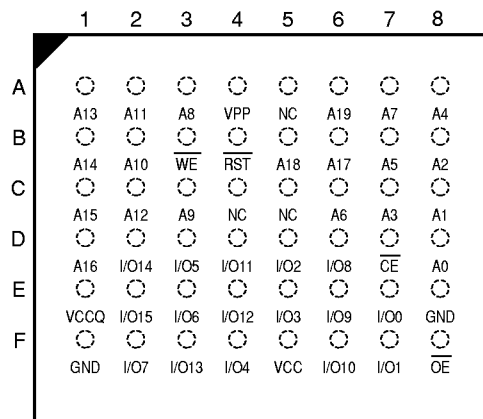 1 2 3 4 5 6 7 8
A
A13 A11 A8 VPP NC A19 A7 A4
B
A14 A10 WE RST A18 A17 A5 A2
C
A15 A12 A9 NC NC A6 A3 A1
D
A16 I/O14 I/O5 I/O11 I/O2 I/O8 CE A0
E
VCCQ I/O15 I/O6 I/O12 I/O3 I/O9 I/O0 GND
F
GND I/O7 I/O13 I/O4 VCC I/O10 I/O1 OE